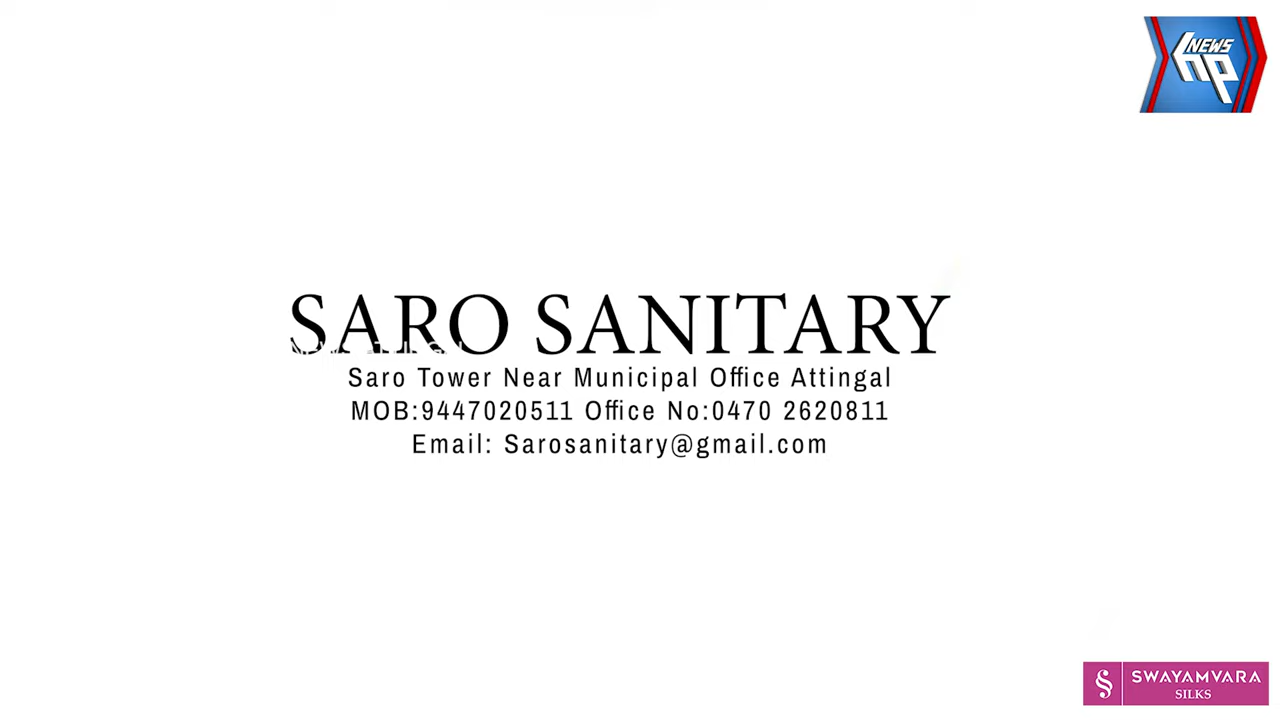 NEWS
np
SARO SANITARY
Saro Tower Near Municipal Office Attingal
MOB:9447020511 Office No:0470 2620811
Email: Sarosanitary@gmail.com
SWAYAMVARA
SILKS